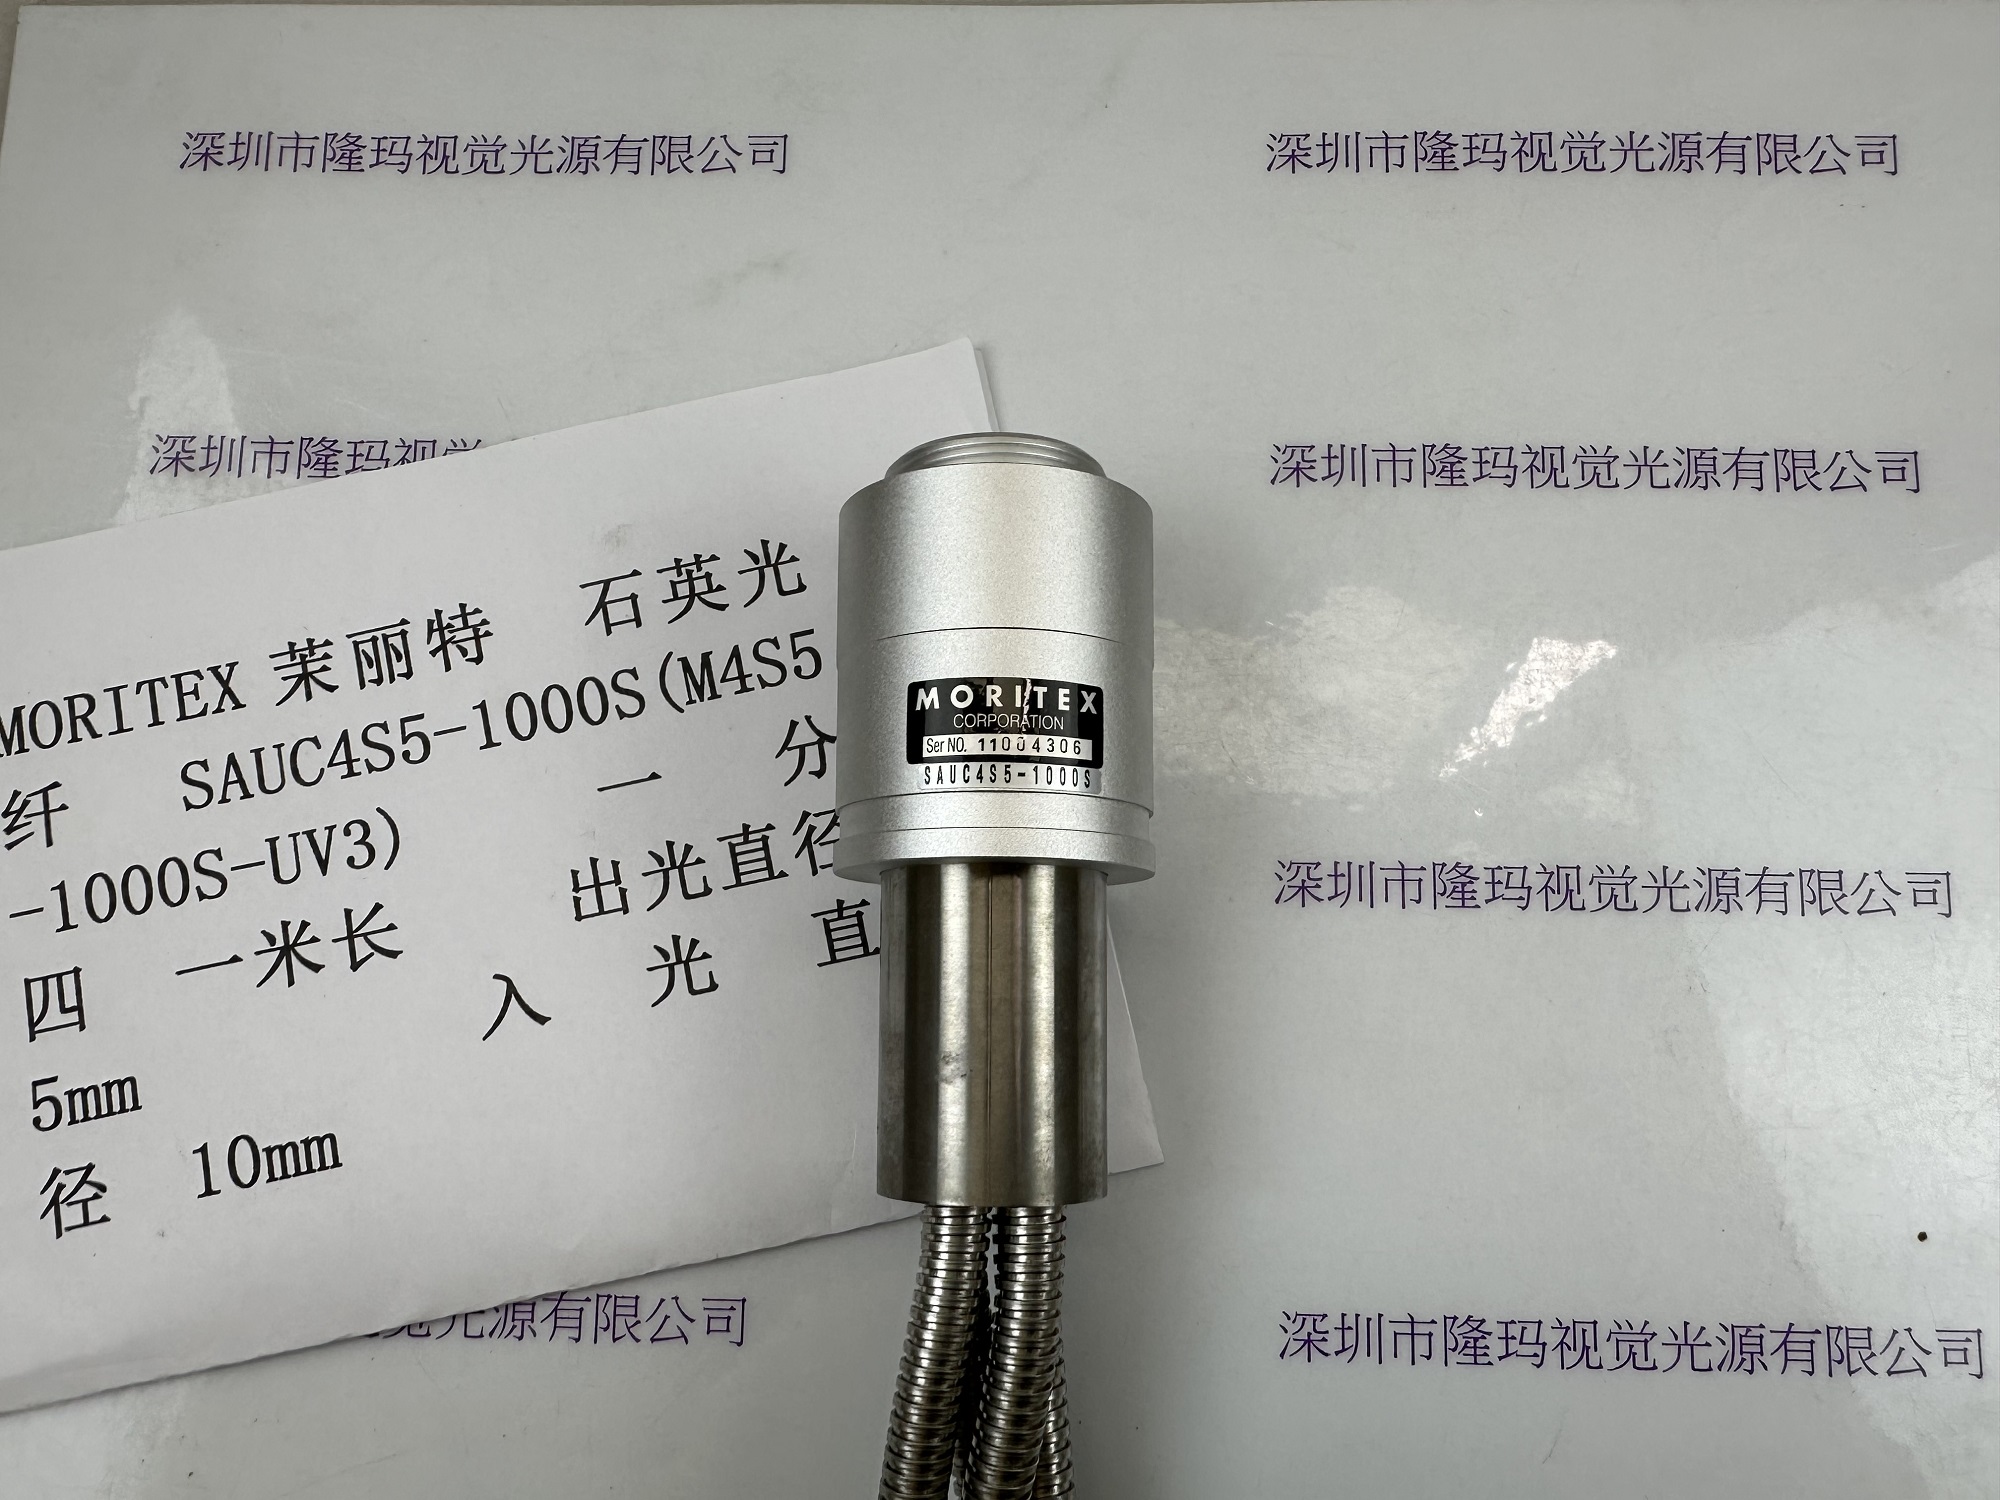 深圳市隆玛视觉光源有限公司
深圳市隆玛视觉光源有限公司
深圳市隆玛视觉
深圳市隆玛视觉光源有限公司
MORITEX 茉丽特 石英光
纤 SAUC4S5-1000S(M4S5
-1000S-UV3) 一 分
四 一米长 出光直径
5mm 入 光 直
径 10mm
MORITEX
CORPORATION
Ser NO. 11004306
SAUC4S5-1000S
深圳市隆玛视觉光源有限公司
觉光源有限公司
深圳市隆玛视觉光源有限公司